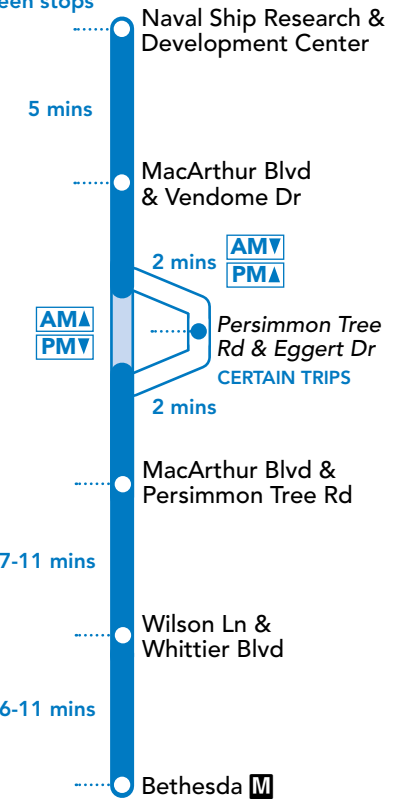 een stops
Naval Ship Research &
Development Center
5 mins
MacArthur Blvd
& Vendome Dr
2 mins
AM▼
PM▲
AM▲
PM▼
Persimmon Tree
Rd & Eggert Dr
CERTAIN TRIPS
2 mins
MacArthur Blvd &
Persimmon Tree Rd
7-11 mins
Wilson Ln &
Whittier Blvd
6-11 mins
Bethesda M